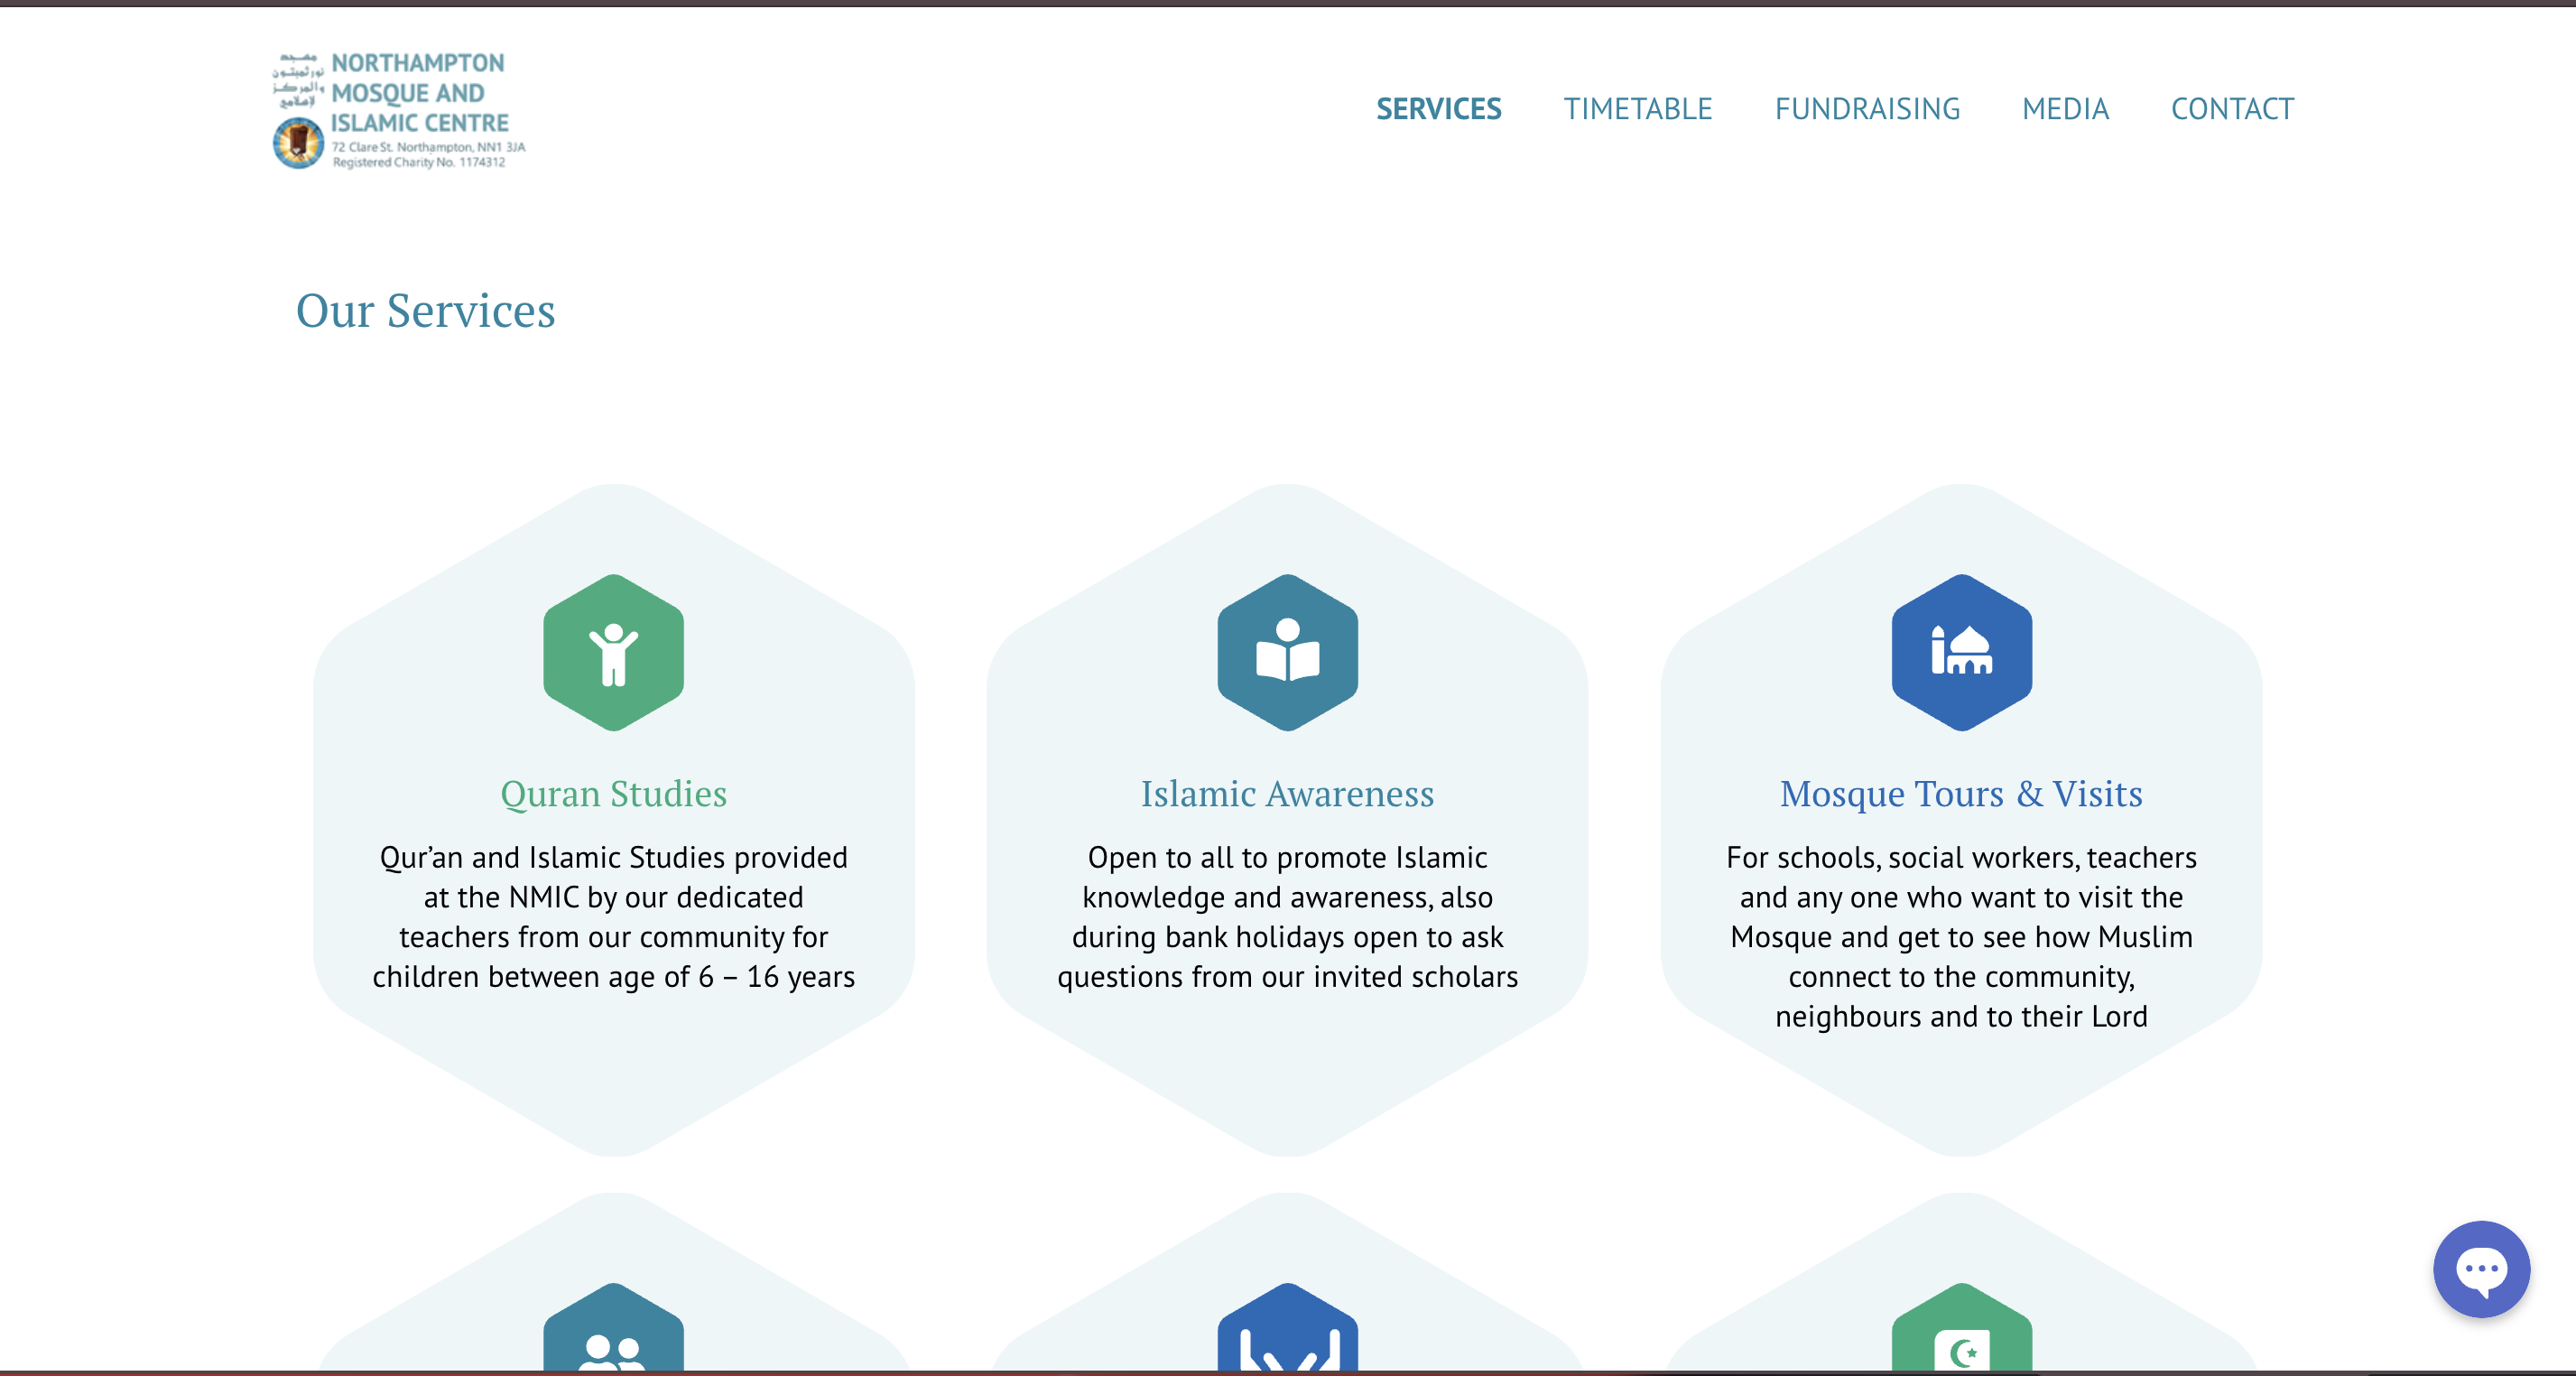 مسجد
نورثمبتون
والمركز
لإسلامي
NORTHAMPTON
MOSQUE AND
ISLAMIC CENTRE
72 Clare St. Northampton, NN1 3JA
Registered Charity No. 1174312
SERVICES TIMETABLE FUNDRAISING MEDIA CONTACT
Our Services
Quran Studies
Qur’an and Islamic Studies provided
at the NMIC by our dedicated
teachers from our community for
children between age of 6 – 16 years
Islamic Awareness
Open to all to promote Islamic
knowledge and awareness, also
during bank holidays open to ask
questions from our invited scholars
Mosque Tours & Visits
For schools, social workers, teachers
and any one who want to visit the
Mosque and get to see how Muslim
connect to the community,
neighbours and to their Lord